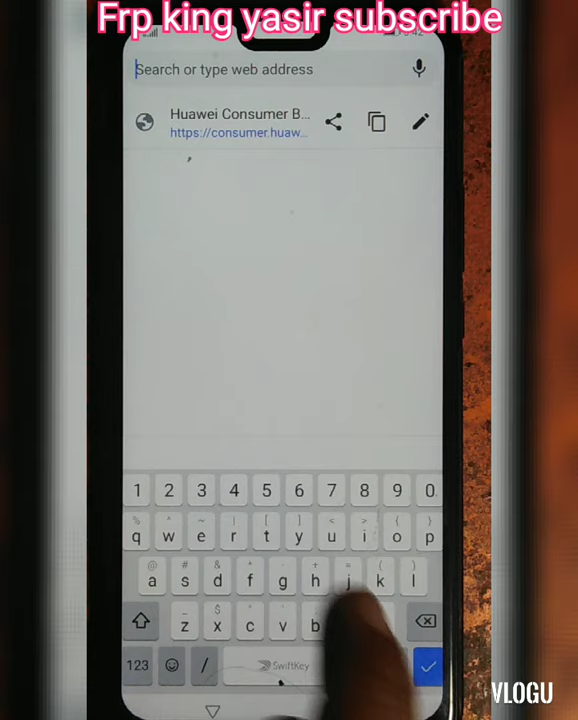 Frp king yasir subscribe
Search or type web address
Huawei Consumer B...
https://consumer.huaw...
1 2 3 4 5 6 7 8 9 0
% ^ ~ | [ ] < > { }
q w e r t y u i o p
@ # & * - + = ( )
a s d f g h j k l
_ $ " '
z x c v b
123 / SwiftKey
VLOGU